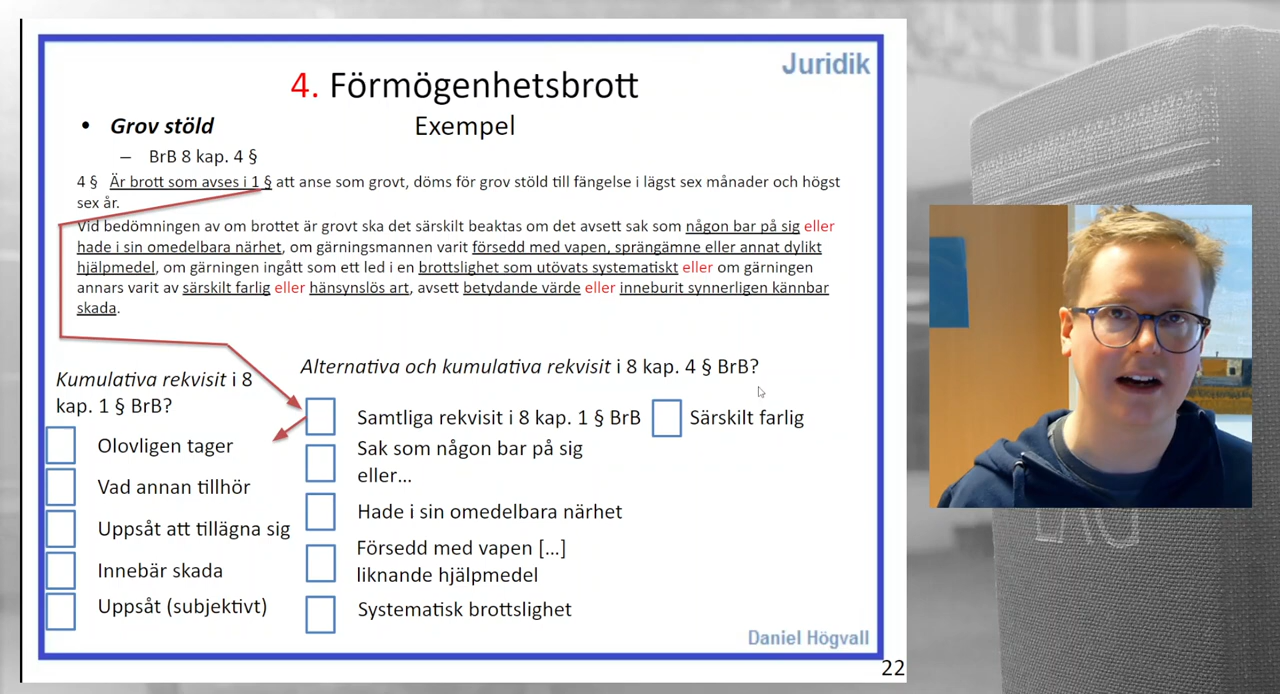 Juridik
4. Förmögenhetsbrott
• Grov stöld
Exempel
– BrB 8 kap. 4 §
4 § Är brott som avses i 1 § att anse som grovt, döms för grov stöld till fängelse i lägst sex månader och högst
sex år.
Vid bedömningen av om brottet är grovt ska det särskilt beaktas om det avsett sak som någon bar på sig eller
hade i sin omedelbara närhet, om gärningsmannen varit försedd med vapen, sprängämne eller annat dylikt
hjälpmedel, om gärningen ingått som ett led i en brottslighet som utövats systematiskt eller om gärningen
annars varit av särskilt farlig eller hänsynslös art, avsett betydande värde eller inneburit synnerligen kännbar
skada.
Kumulativa rekvisit i 8
kap. 1 § BrB?
Olovligen tager
Vad annan tillhör
Uppsåt att tillägna sig
Innebär skada
Uppsåt (subjektivt)
Alternativa och kumulativa rekvisit i 8 kap. 4 § BrB?
Samtliga rekvisit i 8 kap. 1 § BrB
Särskilt farlig
Sak som någon bar på sig
eller...
Hade i sin omedelbara närhet
Försedd med vapen [...]
liknande hjälpmedel
Systematisk brottslighet
Daniel Högvall
22
LAG